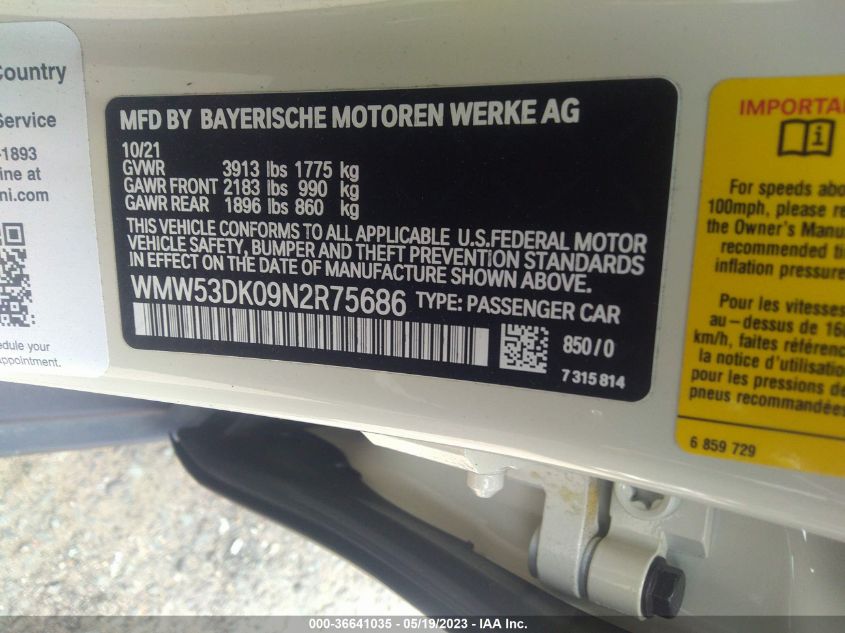 Country
Service
-1893
ine at
ni.com
edule your
appointment.
MFD BY BAYERISCHE MOTOREN WERKE AG
10/21
GVWR 3913 lbs 1775 kg
GAWR FRONT 2183 lbs 990 kg
GAWR REAR 1896 lbs 860 kg
THIS VEHICLE CONFORMS TO ALL APPLICABLE U.S.FEDERAL MOTOR
VEHICLE SAFETY, BUMPER AND THEFT PREVENTION STANDARDS
IN EFFECT ON THE DATE OF MANUFACTURE SHOWN ABOVE.
WMW53DK09N2R75686 TYPE: PASSENGER CAR
850/0
7 315 814
IMPORTA
i
For speeds abo
100mph, please re
the Owner's Manua
recommended ti
inflation pressure
Pour les vitesses
au-dessus de 16
km/h, faites référenc
la notice d'utilisation
pour les pressions de
pneus recommandées
6 859 729
000-36641035 - 05/19/2023 - IAA Inc.